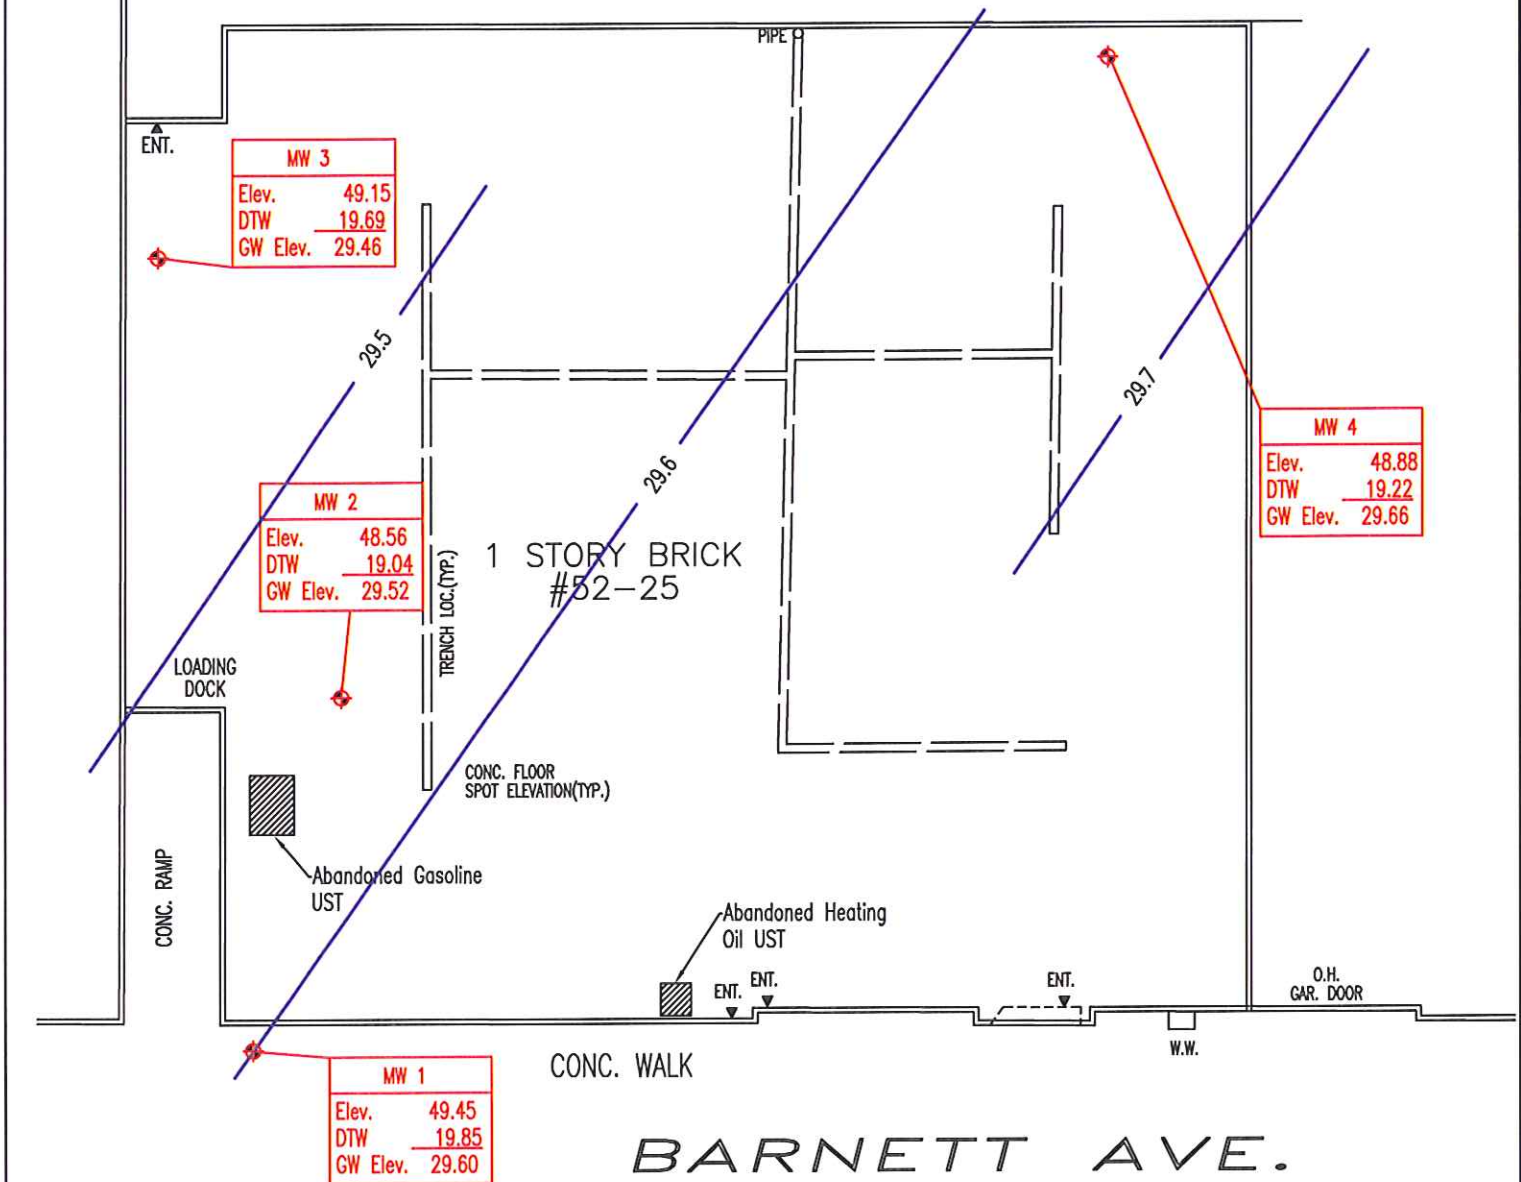 PIPE
ENT.
MW 3
Elev. 49.15
DTW 19.69
GW Elev. 29.46
29.5
29.7
29.6
MW 4
Elev. 48.88
DTW 19.22
GW Elev. 29.66
MW 2
Elev. 48.56
DTW 19.04
GW Elev. 29.52
1 STORY BRICK
#52-25
TRENCH LOC.(TYP.)
LOADING
DOCK
CONC. FLOOR
SPOT ELEVATION(TYP.)
CONC. RAMP
Abandoned Gasoline
UST
Abandoned Heating
Oil UST
ENT.
ENT.
ENT.
O.H.
GAR. DOOR
W.W.
CONC. WALK
MW 1
Elev. 49.45
DTW 19.85
GW Elev. 29.60
BARNETT AVE.